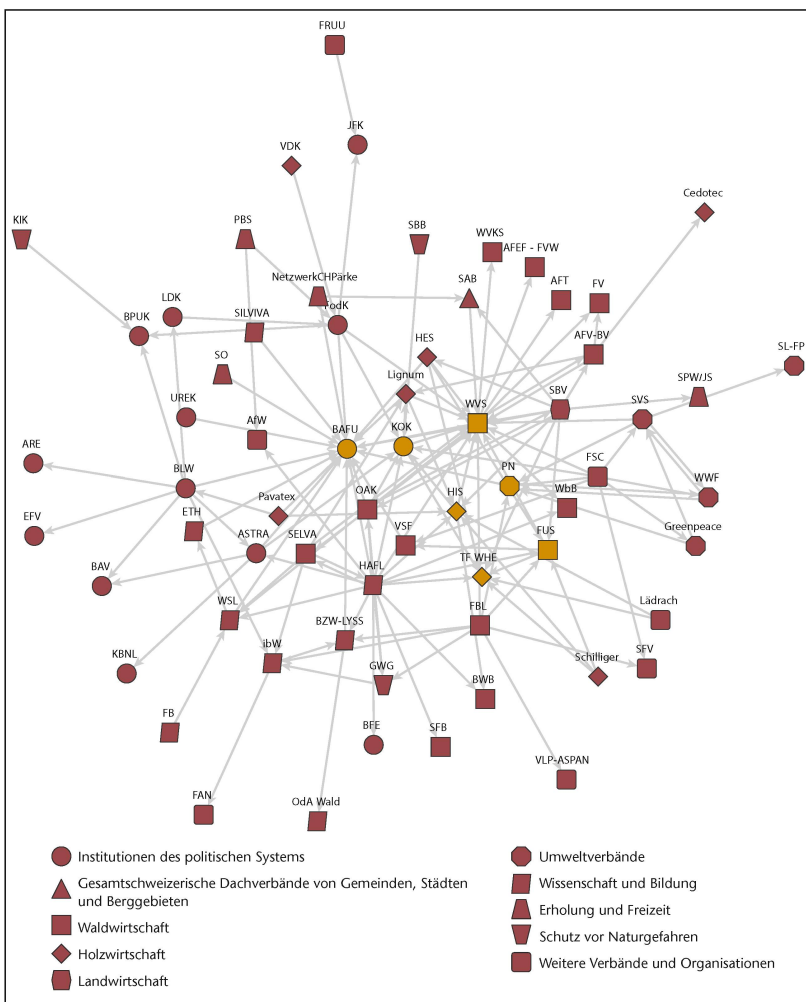 FRUU
JFK
VDK
Cedotec
KIK
PBS
SBB
WVKS
AFEF - FVW
NetzwerkCHPärke
SAB
AFT
FV
LDK
FodK
BPUK
SILVIVA
HES
AFV-BV
SL-FP
SO
Lignum
SBV
SPW/JS
UREK
AfW
BAFU
KOK
WVS
SVS
ARE
BLW
PN
FSC
WWF
Pavatex
OAK
HIS
WbB
EFV
ETH
ASTRA
SELVA
VSF
FUS
Greenpeace
BAV
HAFL
TF WHE
WSL
BZW-LYSS
FBL
Lädrach
KBNL
ibW
GWG
Schilliger
SFV
BWB
FB
BFE
SFB
VLP-ASPAN
FAN
OdA Wald
Institutionen des politischen Systems
Gesamtschweizerische Dachverbände von Gemeinden, Städten
und Berggebieten
Waldwirtschaft
Holzwirtschaft
Landwirtschaft
Umweltverbände
Wissenschaft und Bildung
Erholung und Freizeit
Schutz vor Naturgefahren
Weitere Verbände und Organisationen